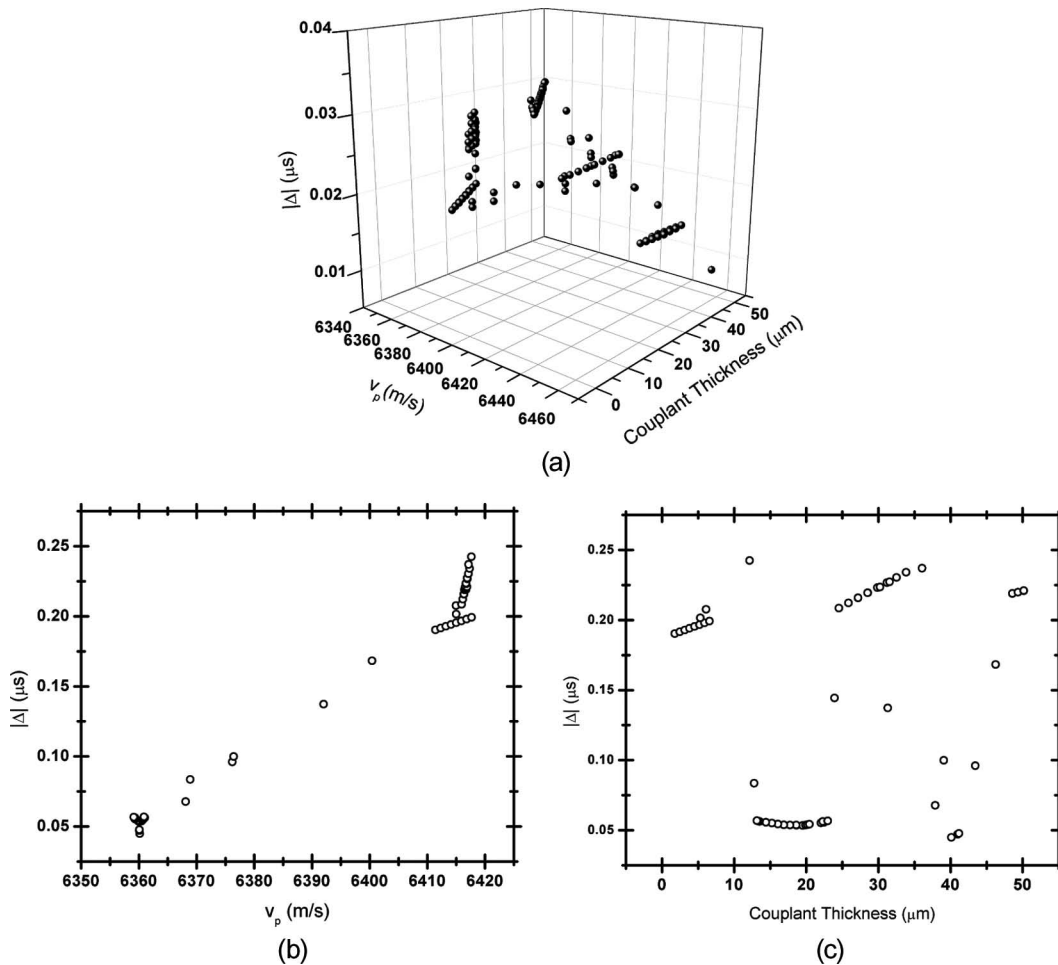 0.04
0.03
0.02
0.01
|Δ| (μs)
6340
6360
6380
6400
6420
6440
6460
v_p (m/s)
0
10
20
30
40
50
Couplant Thickness (μm)
(a)
0.25
0.20
0.15
0.10
0.05
|Δ| (μs)
6350 6360 6370 6380 6390 6400 6410 6420
v_p (m/s)
(b)
0.25
0.20
0.15
0.10
0.05
|Δ| (μs)
0 10 20 30 40 50
Couplant Thickness (μm)
(c)